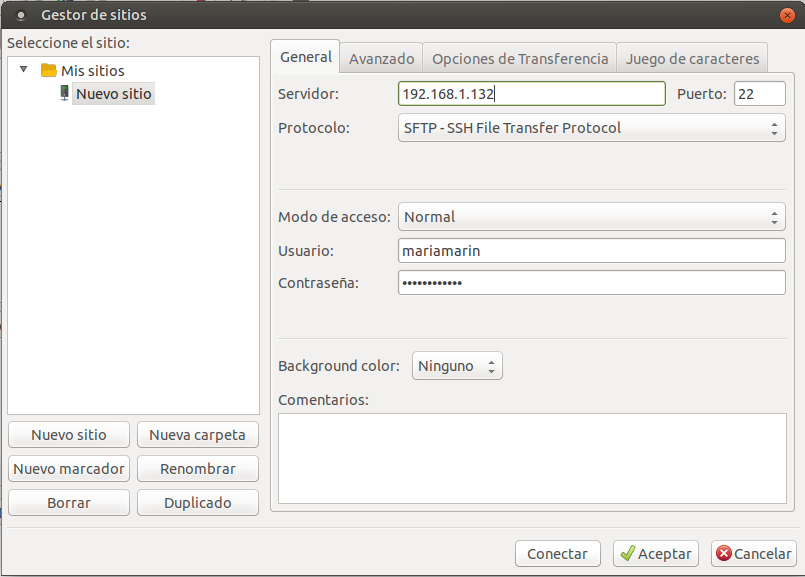 Gestor de sitios
Seleccione el sitio:
Mis sitios
Nuevo sitio
Nuevo sitio Nueva carpeta
Nuevo marcador Renombrar
Borrar Duplicado
General Avanzado Opciones de Transferencia Juego de caracteres
Servidor: 192.168.1.132 Puerto: 22
Protocolo: SFTP - SSH File Transfer Protocol
Modo de acceso: Normal
Usuario: mariamarin
Contraseña: ••••••••••••
Background color: Ninguno
Comentarios:
Conectar Aceptar Cancelar